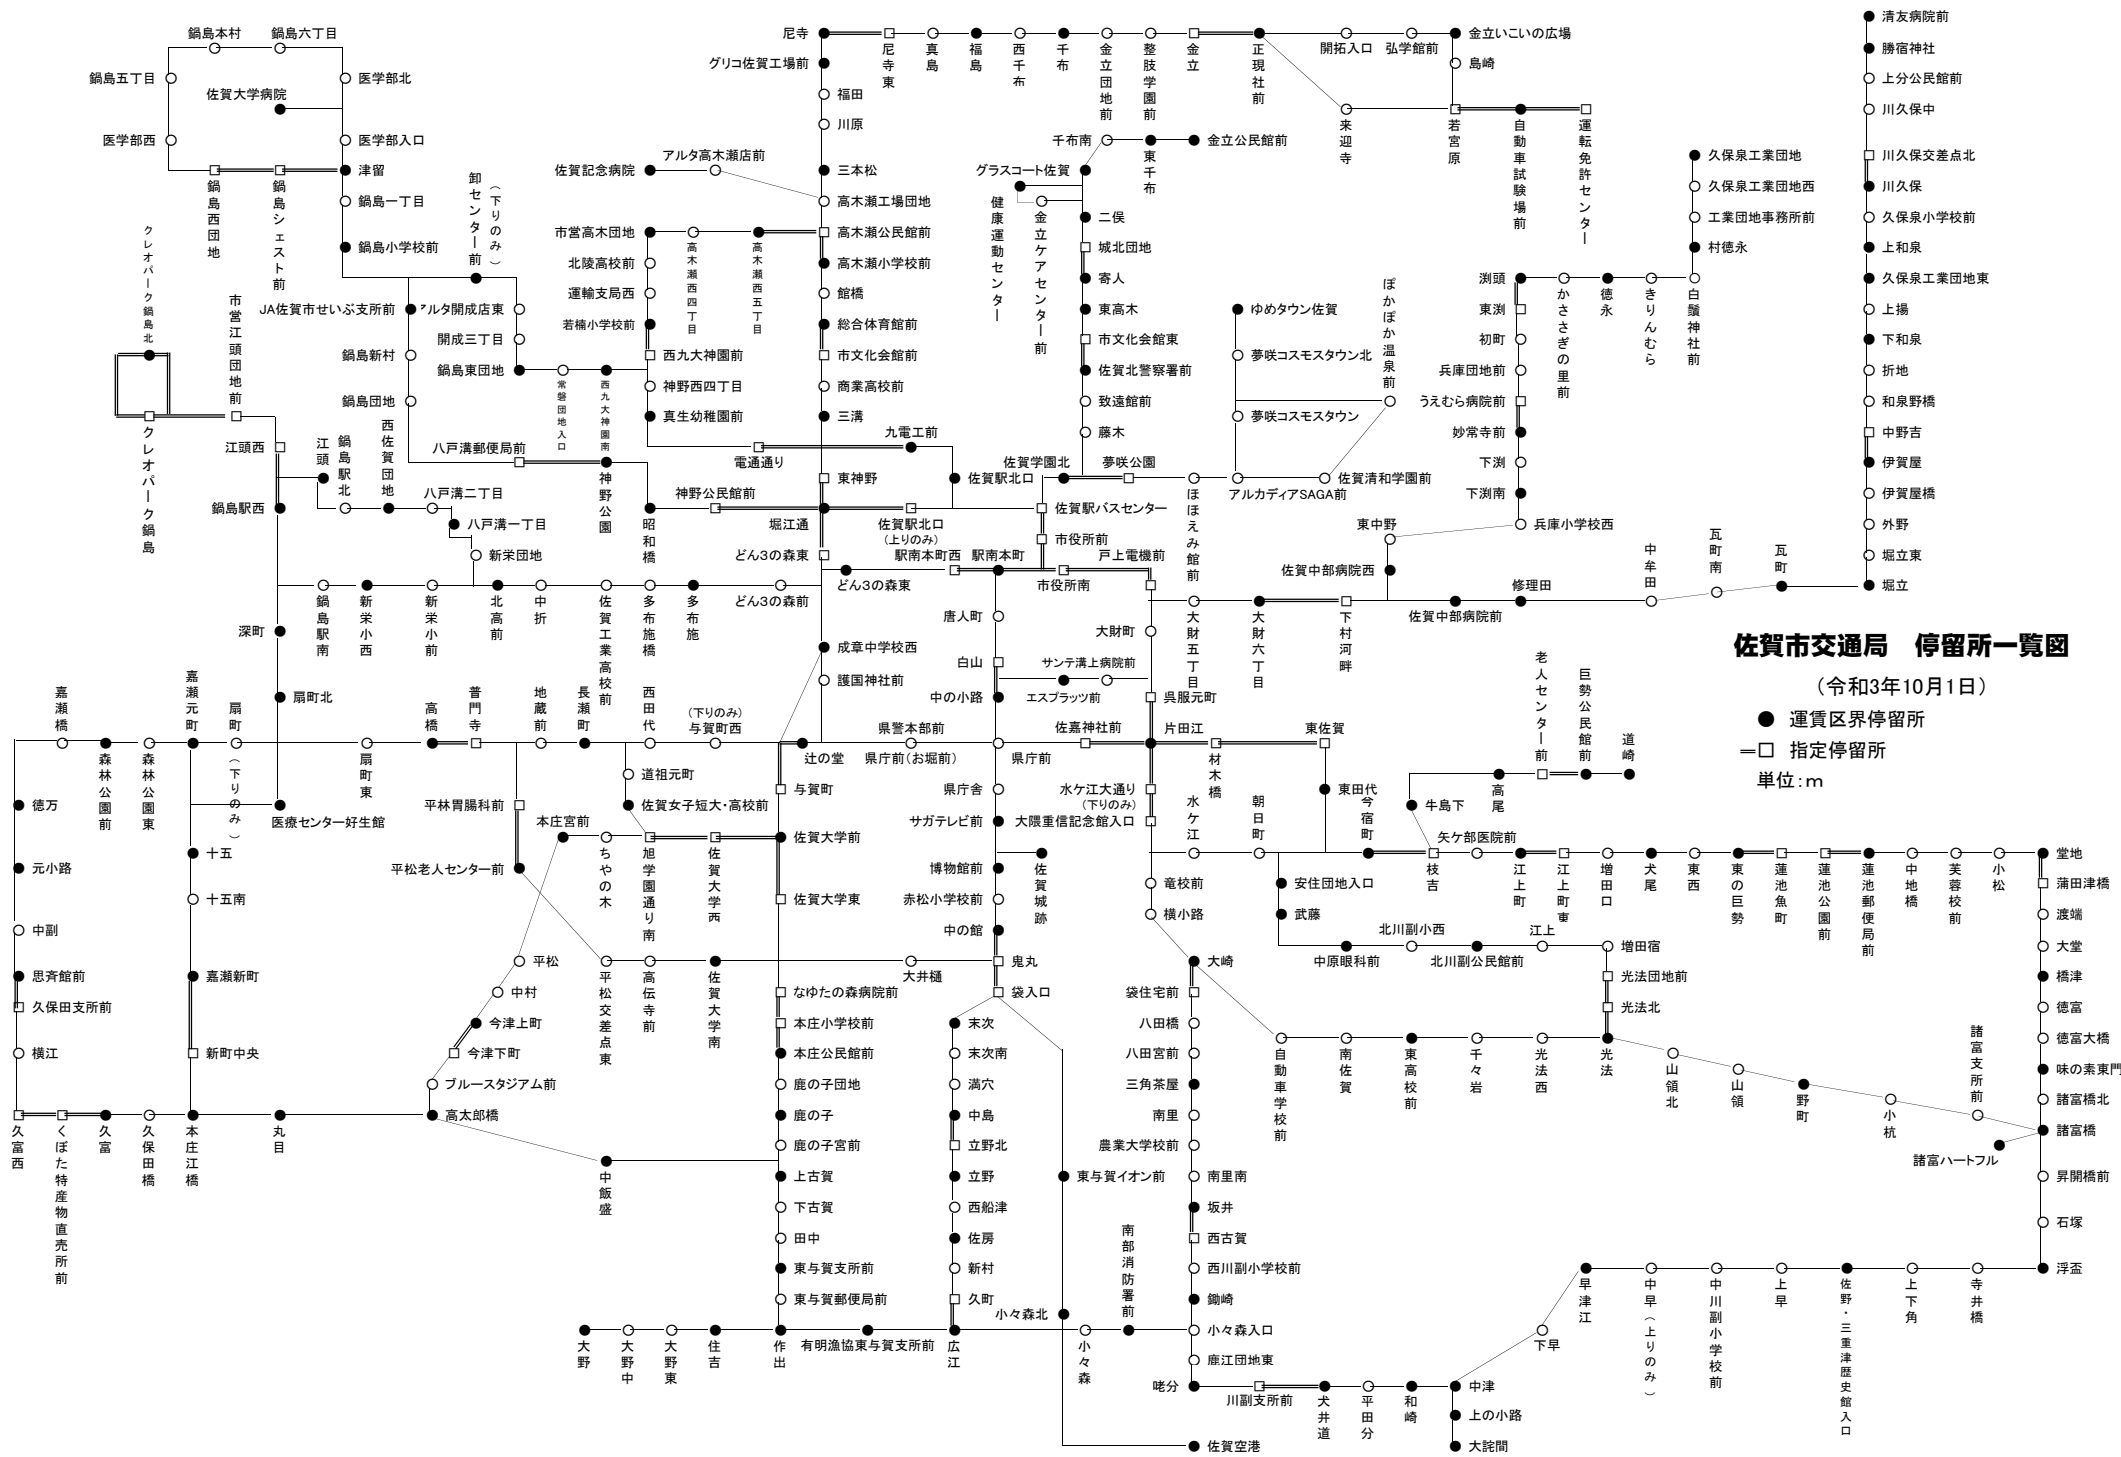 佐賀市交通局　停留所一覧図
（令和3年10月1日）
● 運賃区界停留所
＝□ 指定停留所
単位：m
鍋島本村
鍋島六丁目
鍋島五丁目
医学部北
佐賀大学病院
医学部西
医学部入口
鍋島西団地
鍋島シェスト前
津留
鍋島一丁目
鍋島小学校前
卸センター前
（下りのみ）
クレオパーク鍋島北
市営江頭団地前
クレオパーク鍋島
JA佐賀市せいぶ支所前
アルタ開成店東
開成三丁目
鍋島新村
鍋島東団地
常磐団地入口
西九大神園南
鍋島団地
八戸溝郵便局前
神野公園
江頭西
江頭
鍋島駅北
西佐賀団地
八戸溝二丁目
八戸溝一丁目
新栄団地
鍋島駅西
昭和橋
神野公民館前
堀江通
佐賀駅北口
（上りのみ）
佐賀記念病院
アルタ高木瀬店前
市営高木団地
高木瀬西四丁目
高木瀬西五丁目
北陵高校前
運輸支局西
若楠小学校前
西九大神園前
神野西四丁目
真生幼稚園前
電通通り
九電工前
佐賀駅北口
尼寺
グリコ佐賀工場前
福田
川原
三本松
高木瀬工場団地
高木瀬公民館前
高木瀬小学校前
館橋
総合体育館前
市文化会館前
商業高校前
三溝
東神野
どん3の森東
どん3の森東
成章中学校西
護国神社前
尼寺東
真島
福島
西千布
千布
金立団地前
整肢学園前
金立
正現社前
開拓入口
弘学館前
金立いこいの広場
島崎
来迎寺
若宮原
自動車試験場前
運転免許センター
千布南
東千布
金立公民館前
グラスコート佐賀
健康運動センター
金立ケアセンター前
二俣
城北団地
寄人
東高木
市文化会館東
佐賀北警察署前
致遠館前
藤木
佐賀学園北
夢咲公園
ほほえみ館前
アルカディアSAGA前
佐賀清和学園前
ゆめタウン佐賀
夢咲コスモスタウン北
夢咲コスモスタウン
ぽかぽか温泉前
佐賀駅バスセンター
市役所前
駅南本町西
駅南本町
市役所南
戸上電機前
久保泉工業団地
久保泉工業団地西
工業団地事務所前
村徳永
渕頭
かささぎの里前
徳永
きりんむら
白鬚神社前
東渕
初町
兵庫団地前
うえむら病院前
妙常寺前
下渕
下渕南
兵庫小学校西
東中野
佐賀中部病院西
清友病院前
勝宿神社
上分公民館前
川久保中
川久保交差点北
川久保
久保泉小学校前
上和泉
久保泉工業団地東
上揚
下和泉
折地
和泉野橋
中野吉
伊賀屋
伊賀屋橋
外野
堀立東
堀立
瓦町
瓦町南
中牟田
修理田
佐賀中部病院前
下村河畔
大財六丁目
大財五丁目
大財町
鍋島駅南
新栄小西
新栄小前
北高前
中折
佐賀工業高校前
多布施橋
多布施
どん3の森前
深町
扇町北
医療センター好生館
嘉瀬橋
森林公園前
森林公園東
嘉瀬元町
扇町（下りのみ）
扇町東
高橋
普門寺
地蔵前
長瀬町
西田代
（下りのみ）
与賀町西
辻の堂
県警本部前
県庁前（お堀前）
県庁前
佐嘉神社前
片田江
材木橋
東佐賀
唐人町
白山
中の小路
サンテ溝上病院前
エスプラッツ前
呉服元町
県庁舎
サガテレビ前
博物館前
佐賀城跡
赤松小学校前
中の館
鬼丸
袋入口
水ケ江大通り
（下りのみ）
大隈重信記念館入口
水ケ江
朝日町
今宿町
東田代
竜校前
横小路
徳万
元小路
中副
思斉館前
久保田支所前
横江
久富西
くぼた特産物直売所前
久富
久保田橋
本庄江橋
丸目
高太郎橋
中飯盛
十五
十五南
嘉瀬新町
新町中央
平林胃腸科前
平松老人センター前
道祖元町
佐賀女子短大・高校前
本庄宮前
ちやの木
旭学園通り南
佐賀大学西
佐賀大学前
与賀町
佐賀大学東
平松
中村
今津上町
今津下町
ブルースタジアム前
平松交差点東
高伝寺前
佐賀大学南
大井樋
なゆたの森病院前
本庄小学校前
本庄公民館前
鹿の子団地
鹿の子
鹿の子宮前
上古賀
下古賀
田中
東与賀支所前
東与賀郵便局前
大野
大野中
大野東
住吉
作出
有明漁協東与賀支所前
広江
末次
末次南
満穴
中島
立野北
立野
西船津
佐房
新村
久町
東与賀イオン前
小々森北
小々森
南部消防署前
小々森入口
佐賀空港
大崎
袋住宅前
八田橋
八田宮前
三角茶屋
南里
農業大学校前
南里南
坂井
西古賀
西川副小学校前
鋤崎
鹿江団地東
咾分
川副支所前
犬井道
平田分
和崎
中津
上の小路
大詫間
下早
早津江
中早（上りのみ）
中川副小学校前
上早
佐野・三重津歴史館入口
上下角
寺井橋
浮盃
安住団地入口
武藤
中原眼科前
北川副小西
北川副公民館前
江上
増田宿
光法団地前
光法北
光法
自動車学校前
南佐賀
東高校前
千々岩
光法西
山領北
山領
野町
小杭
諸富支所前
諸富橋
諸富ハートフル
老人センター前
巨勢公民館前
道崎
高尾
牛島下
枝吉
矢ケ部医院前
江上町
江上町東
増田口
犬尾
東西
東の巨勢
蓮池魚町
蓮池公園前
蓮池郵便局前
中地橋
芙蓉校前
小松
堂地
蒲田津橋
渡端
大堂
橋津
徳富
徳富大橋
味の素東門
諸富橋北
昇開橋前
石塚